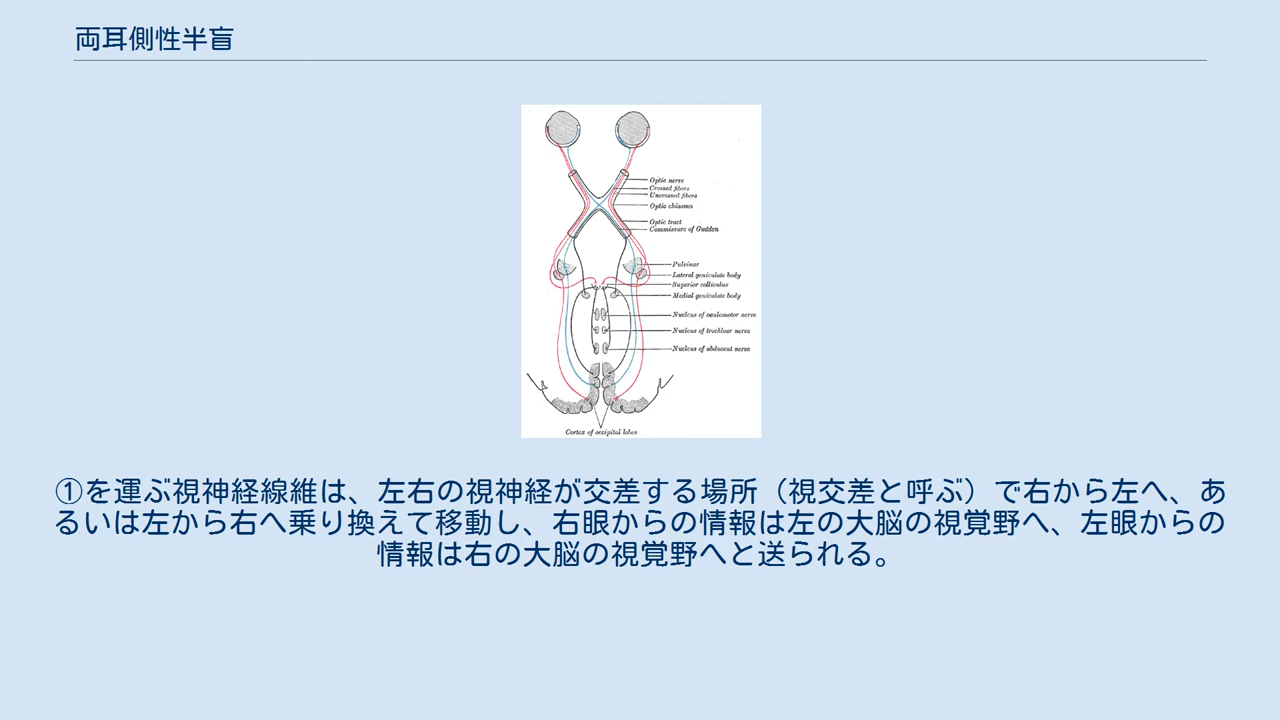 両耳側性半盲
Optic nerve
Crossed fibers
Uncrossed fibers
Optic chiasma
Optic tract
Commissure of Gudden
Pulvinar
Lateral geniculate body
Superior colliculus
Medial geniculate body
Nucleus of oculomotor nerve
Nucleus of trochlear nerve
Nucleus of abducent nerve
Cortex of occipital lobes
①を運ぶ視神経線維は、左右の視神経が交差する場所（視交差と呼ぶ）で右から左へ、あ
るいは左から右へ乗り換えて移動し、右眼からの情報は左の大脳の視覚野へ、左眼からの
情報は右の大脳の視覚野へと送られる。